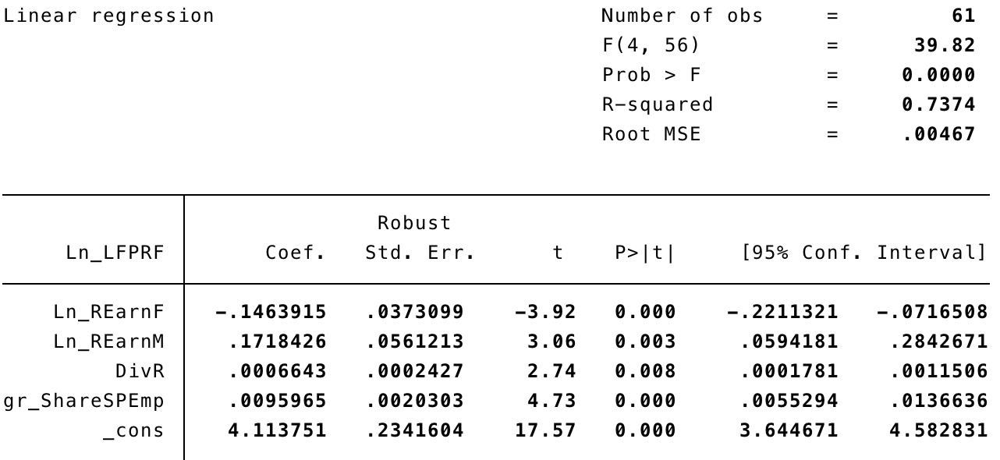 Linear regression Number of obs = 61
F(4, 56) = 39.82
Prob > F = 0.0000
R-squared = 0.7374
Root MSE = .00467
Robust
Ln_LFPRF Coef. Std. Err. t P>|t| [95% Conf. Interval]
Ln_REarnF -.1463915 .0373099 -3.92 0.000 -.2211321 -.0716508
Ln_REarnM .1718426 .0561213 3.06 0.003 .0594181 .2842671
DivR .0006643 .0002427 2.74 0.008 .0001781 .0011506
gr_ShareSPEmp .0095965 .0020303 4.73 0.000 .0055294 .0136636
_cons 4.113751 .2341604 17.57 0.000 3.644671 4.582831